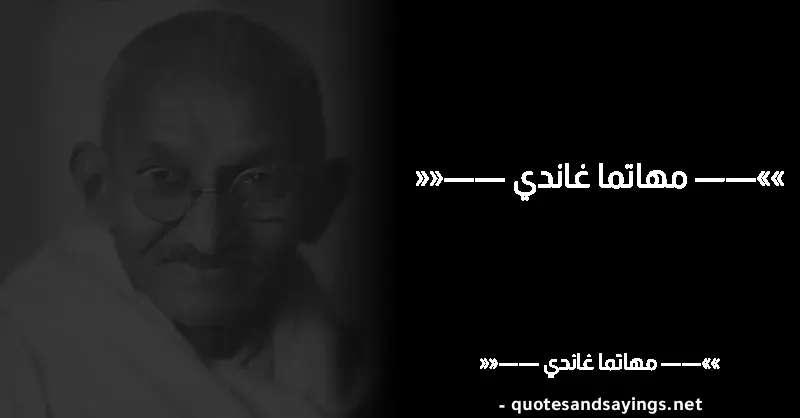 »»—— مهاتما غاندي ——««
»»—— مهاتما غاندي ——««
- quotesandsayings.net